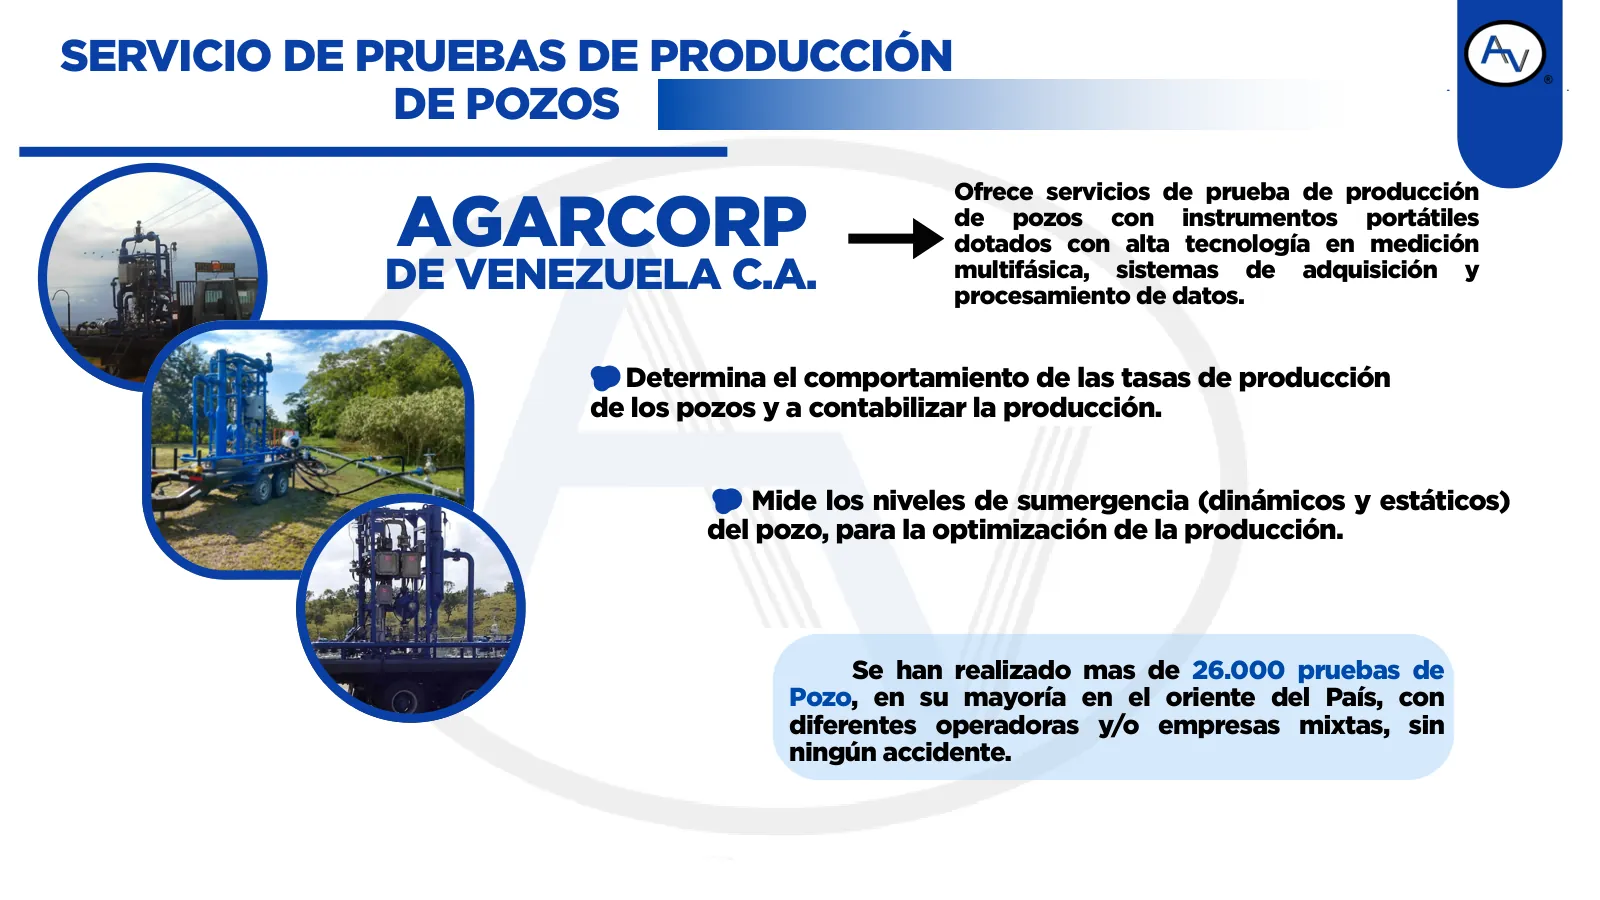 SERVICIO DE PRUEBAS DE PRODUCCIÓN
DE POZOS
AV
®
AGARCORP
DE VENEZUELA C.A.
Ofrece servicios de prueba de producción
de pozos con instrumentos portátiles
dotados con alta tecnología en medición
multifásica, sistemas de adquisición y
procesamiento de datos.
Determina el comportamiento de las tasas de producción
de los pozos y a contabilizar la producción.
Mide los niveles de sumergencia (dinámicos y estáticos)
del pozo, para la optimización de la producción.
Se han realizado mas de 26.000 pruebas de
Pozo, en su mayoría en el oriente del País, con
diferentes operadoras y/o empresas mixtas, sin
ningún accidente.